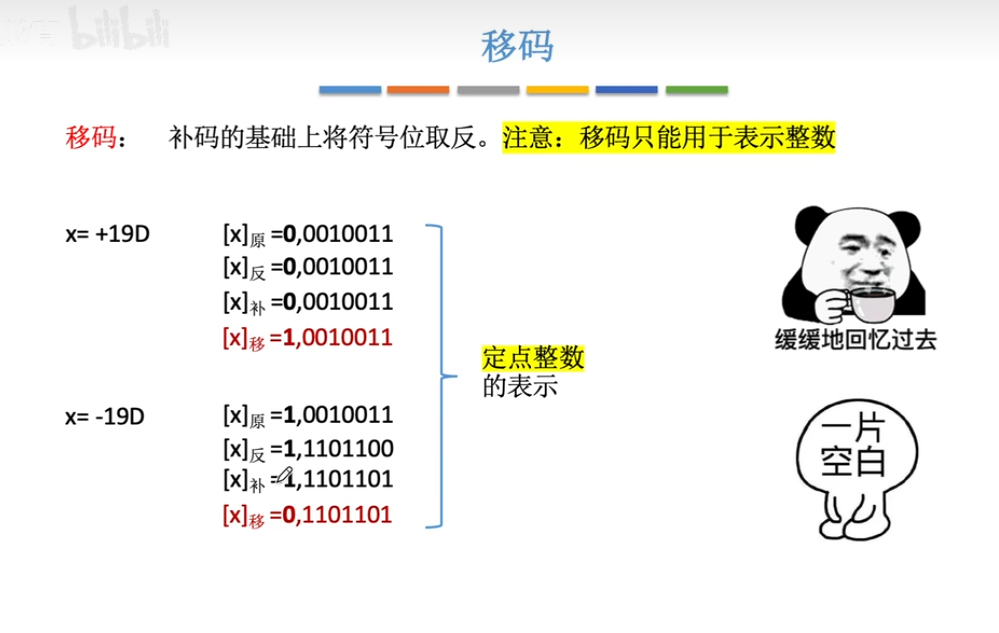 bilibili
移码
移码： 补码的基础上将符号位取反。注意：移码只能用于表示整数
x= +19D
[x]原 =0,0010011
[x]反 =0,0010011
[x]补 =0,0010011
[x]移 =1,0010011
x= -19D
[x]原 =1,0010011
[x]反 =1,1101100
[x]补 =1,1101101
[x]移 =0,1101101
定点整数
的表示
缓缓地回忆过去
一片
空白